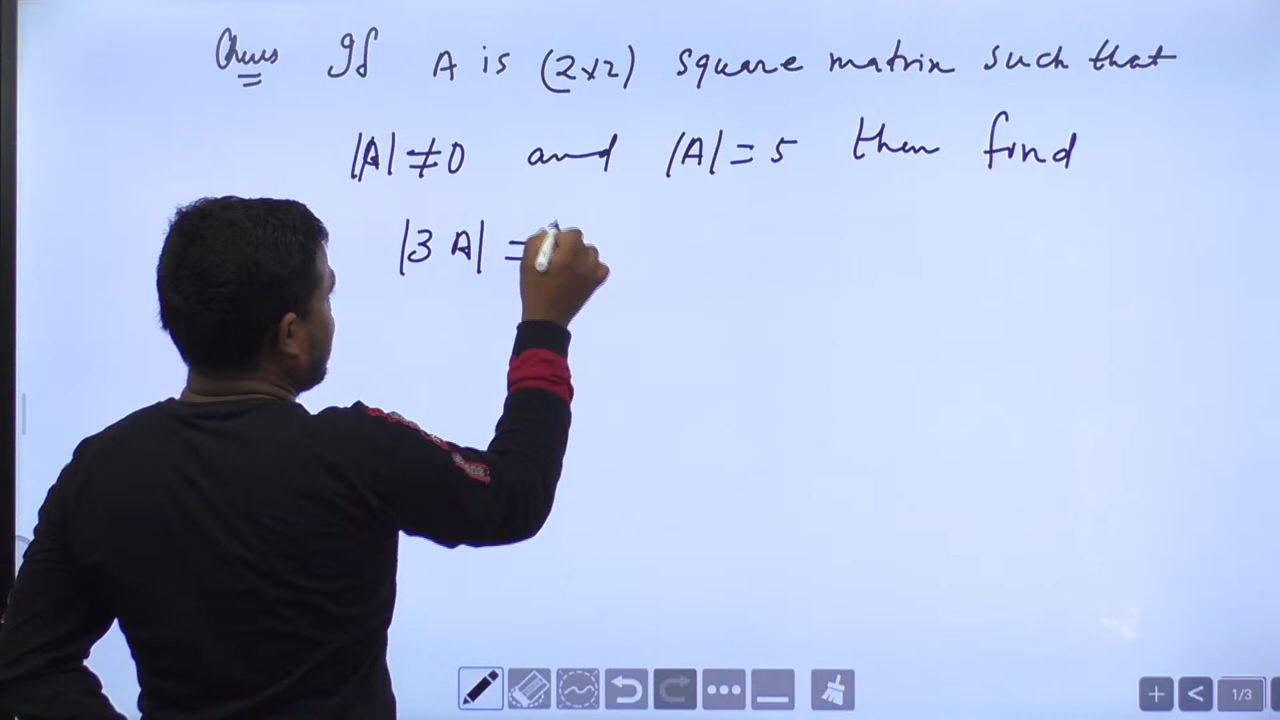 Ques If A is (2×2) square matrix such that
|A| ≠ 0 and |A| = 5 then find
|3 A| =
1/3